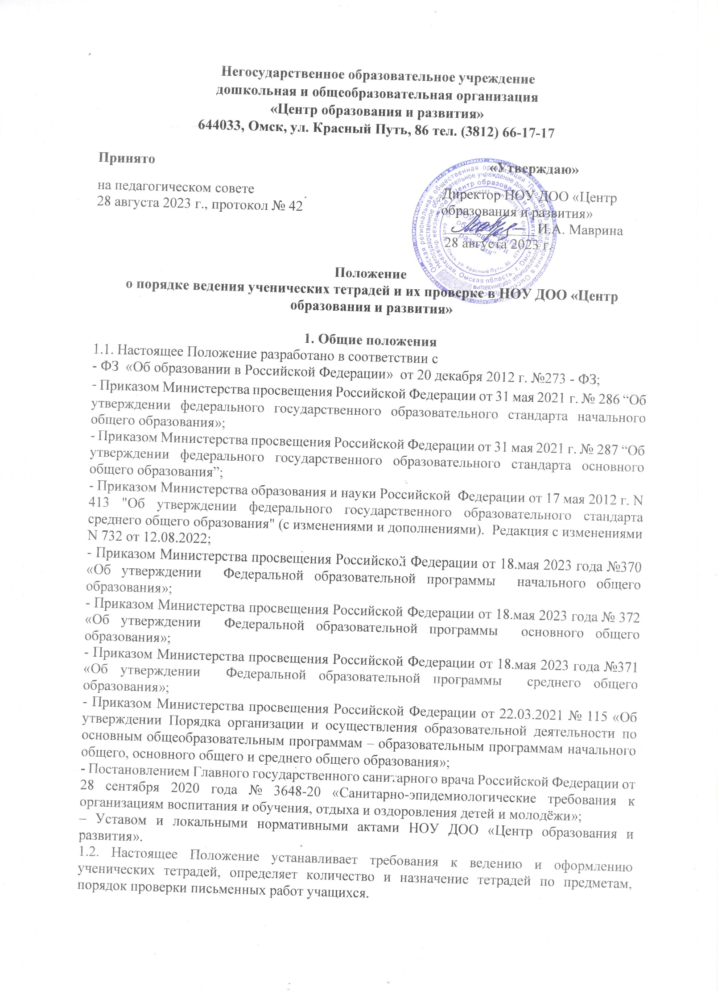 Негосударственное образовательное учреждение
дошкольная и общеобразовательная организация
«Центр образования и развития»
644033, Омск, ул. Красный Путь, 86 тел. (3812) 66-17-17
Принято
на педагогическом совете
28 августа 2023 г., протокол № 42
«Утверждаю»
Директор НОУ ДОО «Центр
образования и развития»
И.А. Маврина
28 августа 2023 г.
Положение
о порядке ведения ученических тетрадей и их проверке в НОУ ДОО «Центр
образования и развития»
1. Общие положения
1.1. Настоящее Положение разработано в соответствии с
- ФЗ «Об образовании в Российской Федерации» от 20 декабря 2012 г. №273 - ФЗ;
- Приказом Министерства просвещения Российской Федерации от 31 мая 2021 г. № 286 “Об
утверждении федерального государственного образовательного стандарта начального
общего образования»;
- Приказом Министерства просвещения Российской Федерации от 31 мая 2021 г. № 287 “Об
утверждении федерального государственного образовательного стандарта основного
общего образования”;
- Приказом Министерства образования и науки Российской Федерации от 17 мая 2012 г. N
413 "Об утверждении федерального государственного образовательного стандарта
среднего общего образования" (с изменениями и дополнениями). Редакция с изменениями
N 732 от 12.08.2022;
- Приказом Министерства просвещения Российской Федерации от 18.мая 2023 года №370
«Об утверждении Федеральной образовательной программы начального общего
образования»;
- Приказом Министерства просвещения Российской Федерации от 18.мая 2023 года № 372
«Об утверждении Федеральной образовательной программы основного общего
образования»;
- Приказом Министерства просвещения Российской Федерации от 18.мая 2023 года №371
«Об утверждении Федеральной образовательной программы среднего общего
образования»;
- Приказом Министерства просвещения Российской Федерации от 22.03.2021 № 115 «Об
утверждении Порядка организации и осуществления образовательной деятельности по
основным общеобразовательным программам – образовательным программам начального
общего, основного общего и среднего общего образования»;
- Постановлением Главного государственного санитарного врача Российской Федерации от
28 сентября 2020 года № 3648-20 «Санитарно-эпидемиологические требования к
организациям воспитания и обучения, отдыха и оздоровления детей и молодёжи»;
– Уставом и локальными нормативными актами НОУ ДОО «Центр образования и
развития».
1.2. Настоящее Положение устанавливает требования к ведению и оформлению
ученических тетрадей, определяет количество и назначение тетрадей по предметам,
порядок проверки письменных работ учащихся.